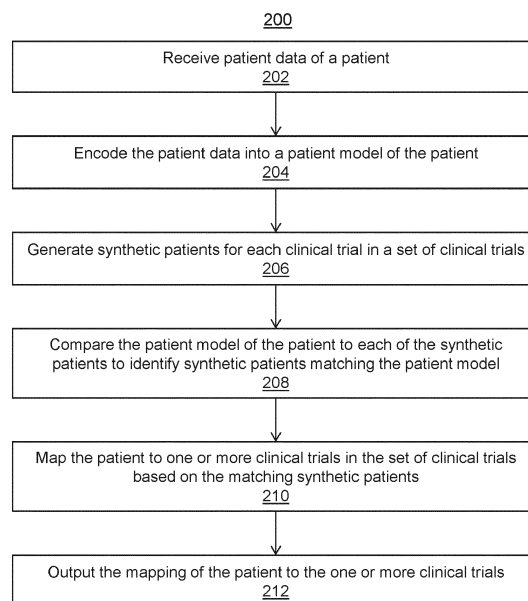 200
Receive patient data of a patient
202
Encode the patient data into a patient model of the patient
204
Generate synthetic patients for each clinical trial in a set of clinical trials
206
Compare the patient model of the patient to each of the synthetic
patients to identify synthetic patients matching the patient model
208
Map the patient to one or more clinical trials in the set of clinical trials
based on the matching synthetic patients
210
Output the mapping of the patient to the one or more clinical trials
212